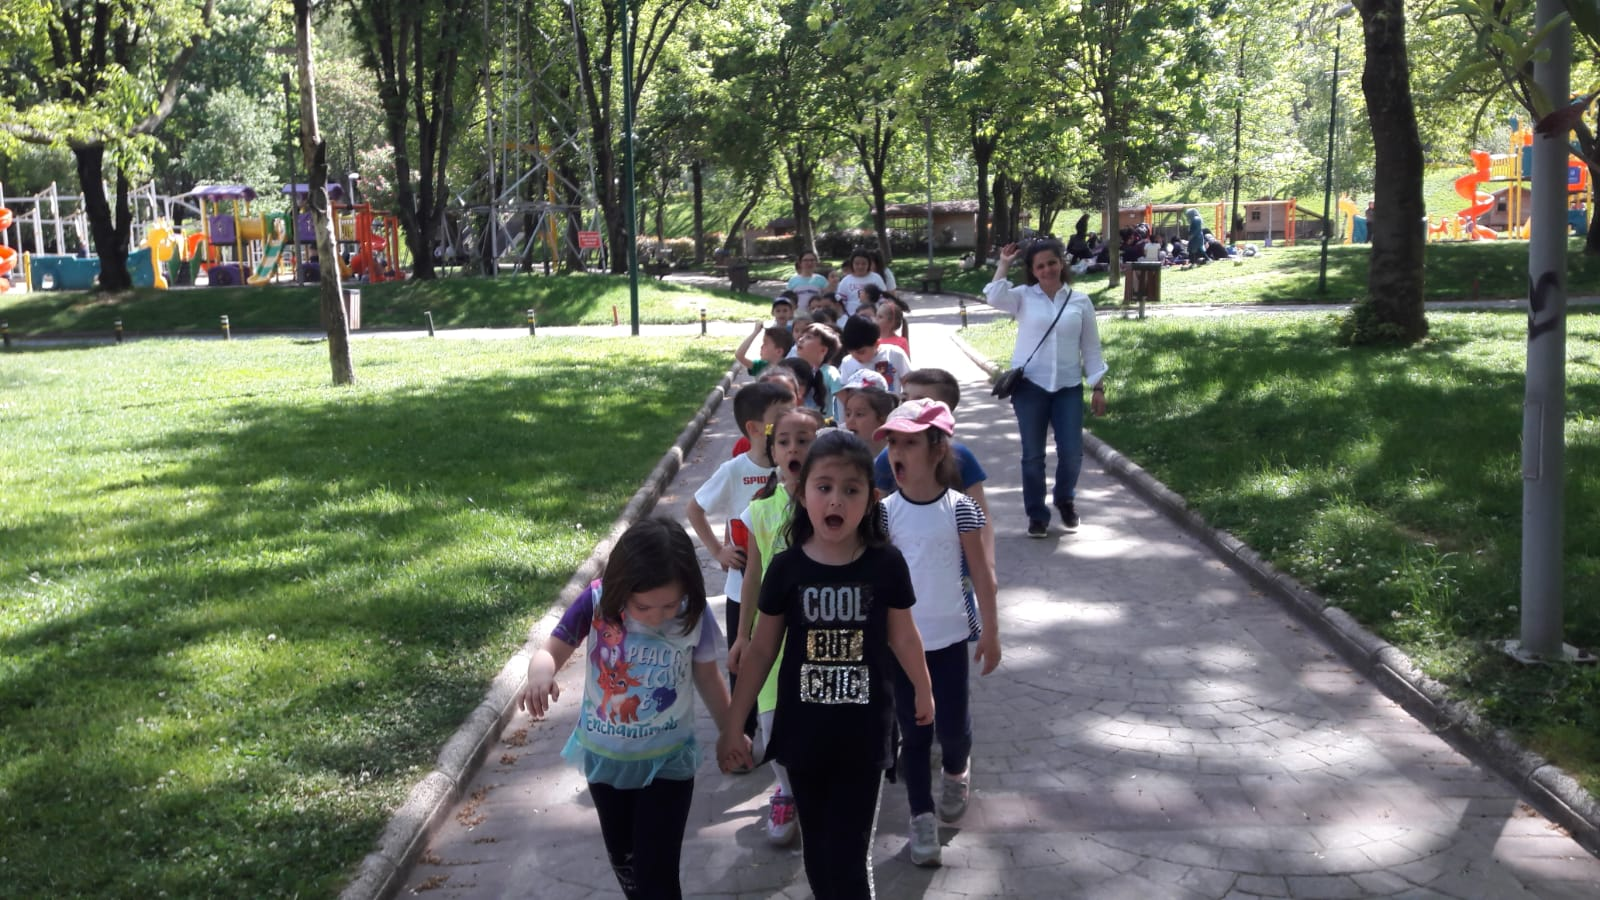 SPID
COOL
BUT
CHIC
PEACE
LOVE
&
Enchantimals